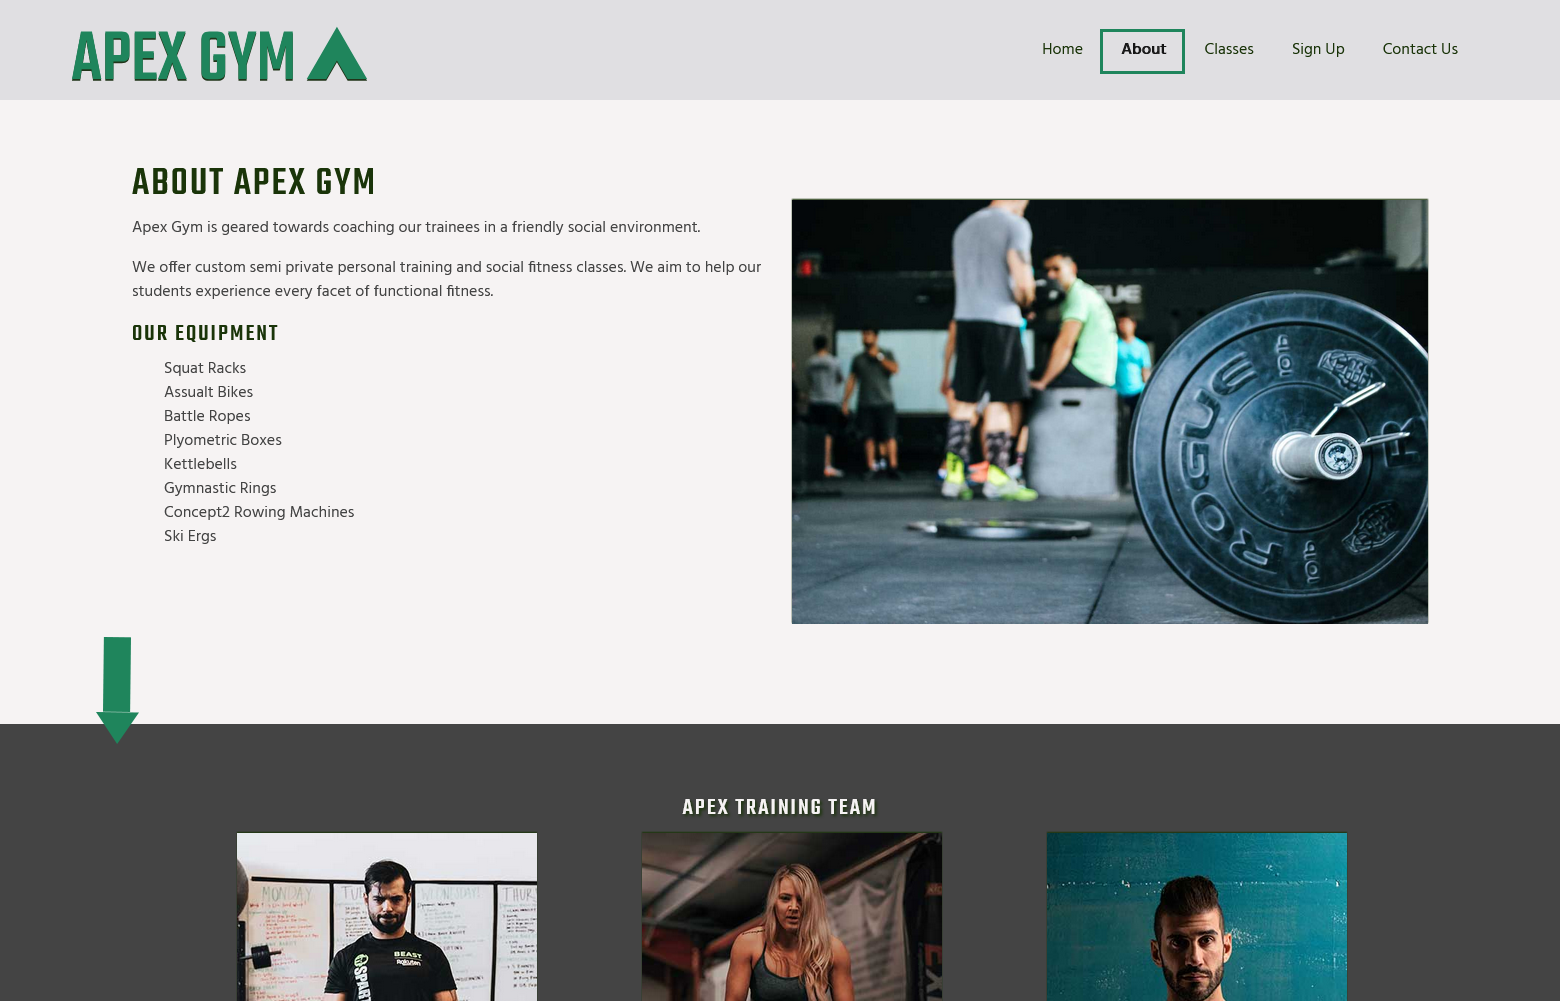 APEX GYM
Home About Classes Sign Up Contact Us
ABOUT APEX GYM
Apex Gym is geared towards coaching our trainees in a friendly social environment.
We offer custom semi private personal training and social fitness classes. We aim to help our
students experience every facet of functional fitness.
OUR EQUIPMENT
Squat Racks
Assualt Bikes
Battle Ropes
Plyometric Boxes
Kettlebells
Gymnastic Rings
Concept2 Rowing Machines
Ski Ergs
ROGUE
ROGUE
APEX TRAINING TEAM
MONDAY
WEDNESDAY
THUR
BEAST
Rakuten
SPART